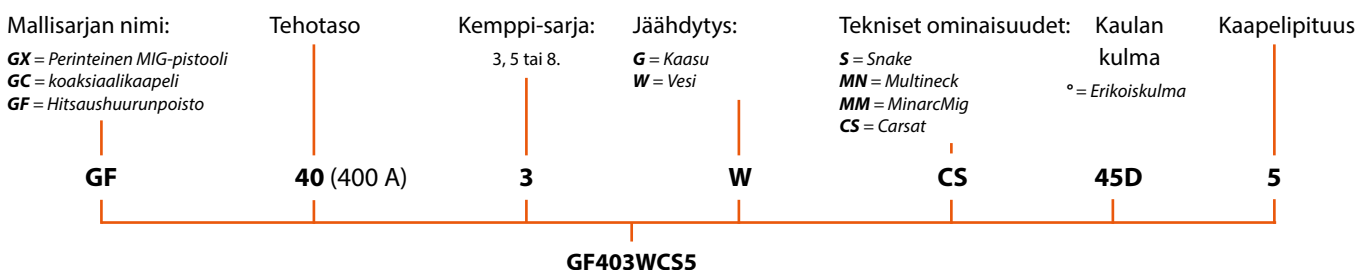 Mallisarjan nimi:
GX = Perinteinen MIG-pistooli
GC = koaksiaalikaapeli
GF = Hitsaushuurunpoisto
Tehotaso
Kemppi-sarja:
3, 5 tai 8.
Jäähdytys:
G = Kaasu
W = Vesi
Tekniset ominaisuudet:
S = Snake
MN = Multineck
MM = MinarcMig
CS = Carsat
Kaulan
kulma
° = Erikoiskulma
Kaapelipituus
GF 40 (400 A) 3 W CS 45D 5
GF403WCS5